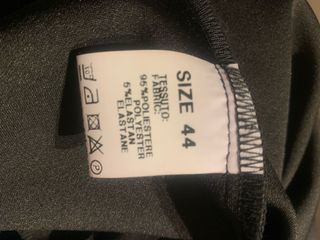 SIZE 44
TESSUTO:
FABRIC:
95%POLIESTERE
POLYESTER
5%ELASTAN
ELASTANE